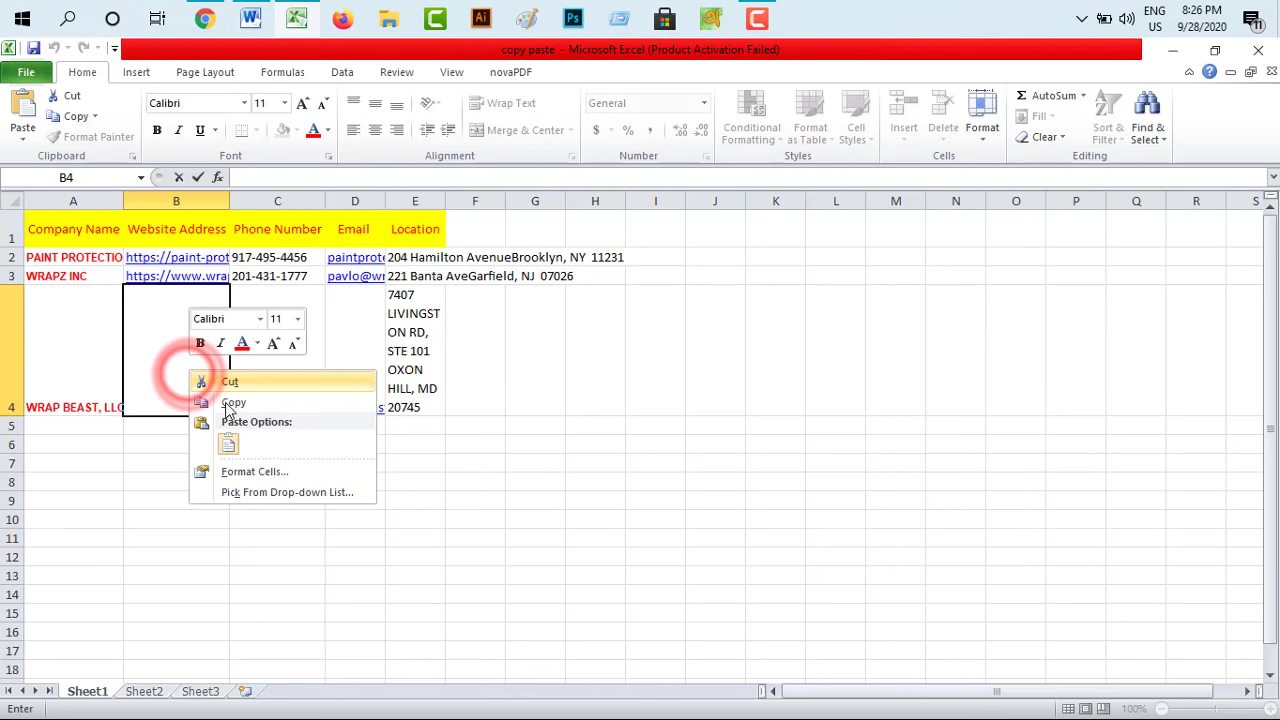 ENG
US
8:26 PM
9/28/2020
copy paste - Microsoft Excel (Product Activation Failed)
File Home Insert Page Layout Formulas Data Review View novaPDF
Paste
Cut
Copy
Format Painter
Clipboard
Calibri 11
B I U A
Font
Wrap Text
Merge & Center
Alignment
General
$ % ,
Number
Conditional Formatting
Format as Table
Cell Styles
Styles
Insert Delete Format
Cells
Σ AutoSum
Fill
Clear
Sort & Filter
Find & Select
Editing
B4 fx
A B C D E F G H I J K L M N O P Q R S
1 Company Name Website Address Phone Number Email Location
2 PAINT PROTECTIO https://paint-prot 917-495-4456 paintprote 204 Hamilton AvenueBrooklyn, NY 11231
3 WRAPZ INC https://www.wrap 201-431-1777 pavlo@wr 221 Banta AveGarfield, NJ 07026
7407
LIVINGST
ON RD,
STE 101
OXON
HILL, MD
4 WRAP BEAST, LLC s 20745
Calibri 11
B I A A A
Cut
Copy
Paste Options:
Format Cells...
Pick From Drop-down List...
5
6
7
8
9
10
11
12
13
14
15
16
17
18
Sheet1 Sheet2 Sheet3
Enter 100%